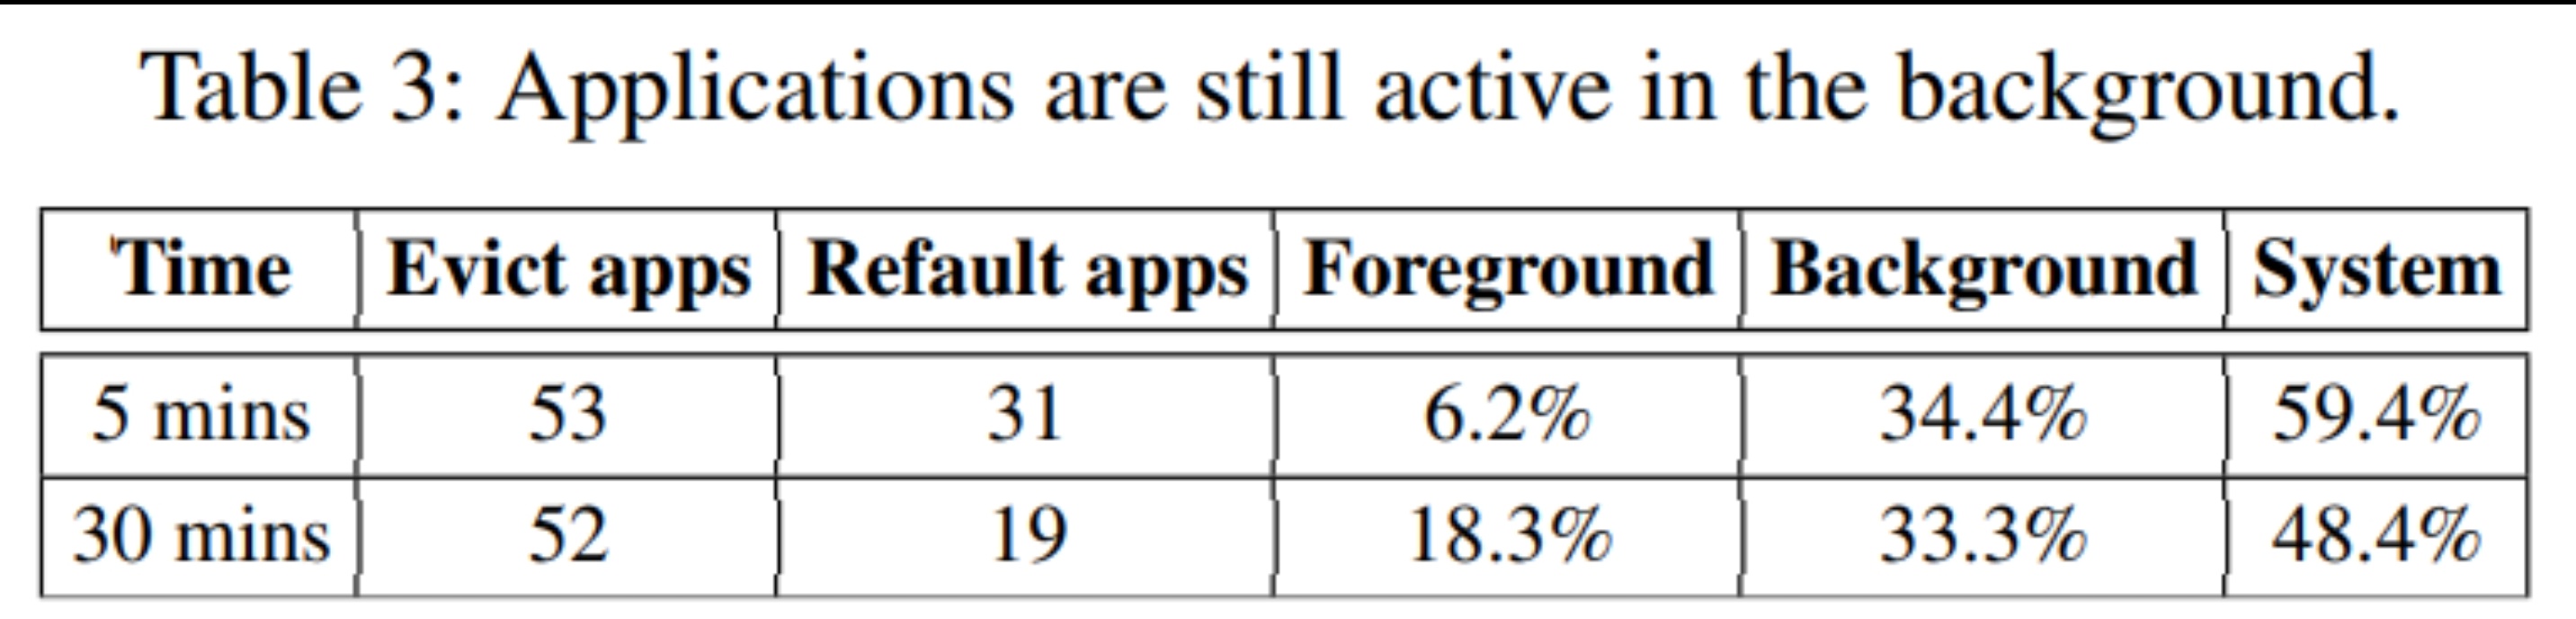 Table 3: Applications are still active in the background.
Time Evict apps Refault apps Foreground Background System
5 mins 53 31 6.2% 34.4% 59.4%
30 mins 52 19 18.3% 33.3% 48.4%